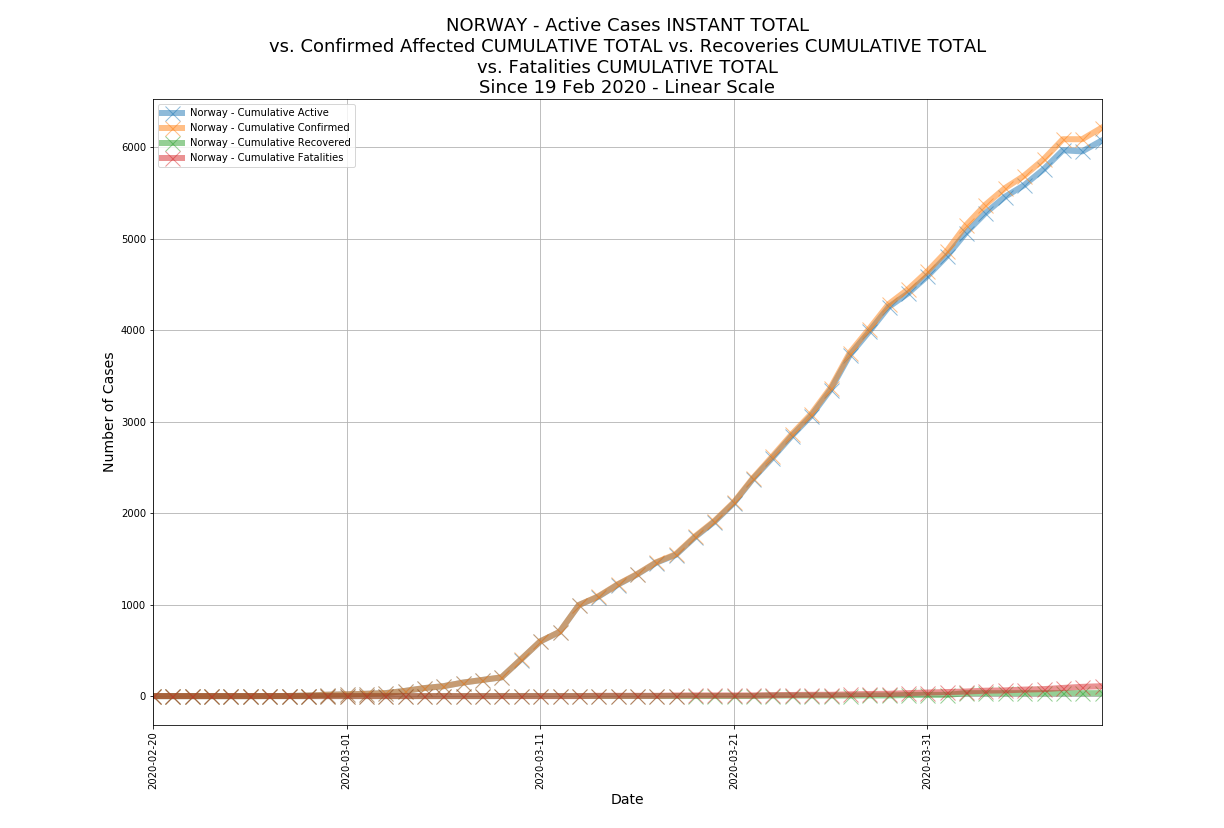 NORWAY - Active Cases INSTANT TOTAL
vs. Confirmed Affected CUMULATIVE TOTAL vs. Recoveries CUMULATIVE TOTAL
vs. Fatalities CUMULATIVE TOTAL
Since 19 Feb 2020 - Linear Scale
Norway - Cumulative Active
Norway - Cumulative Confirmed
Norway - Cumulative Recovered
Norway - Cumulative Fatalities
Number of Cases
6000
5000
4000
3000
2000
1000
0
2020-02-20
2020-03-01
2020-03-11
2020-03-21
2020-03-31
Date